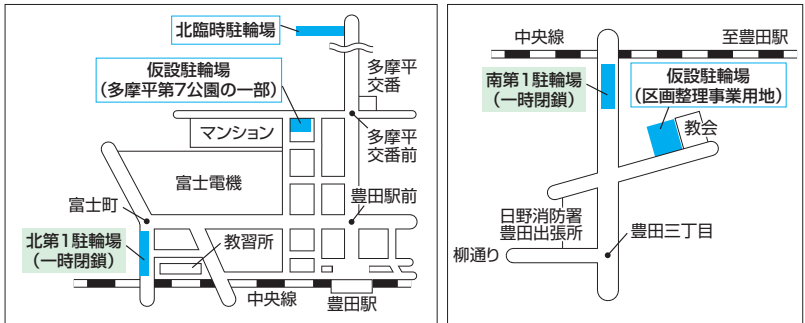 北臨時駐輪場
仮設駐輪場
(多摩平第7公園の一部)
多摩平
交番
マンション
多摩平
交番前
富士電機
富士町
豊田駅前
北第1駐輪場
(一時閉鎖)
教習所
中央線
豊田駅
中央線
至豊田駅
南第1駐輪場
(一時閉鎖)
仮設駐輪場
(区画整理事業用地)
教会
日野消防署
豊田出張所
豊田三丁目
柳通り